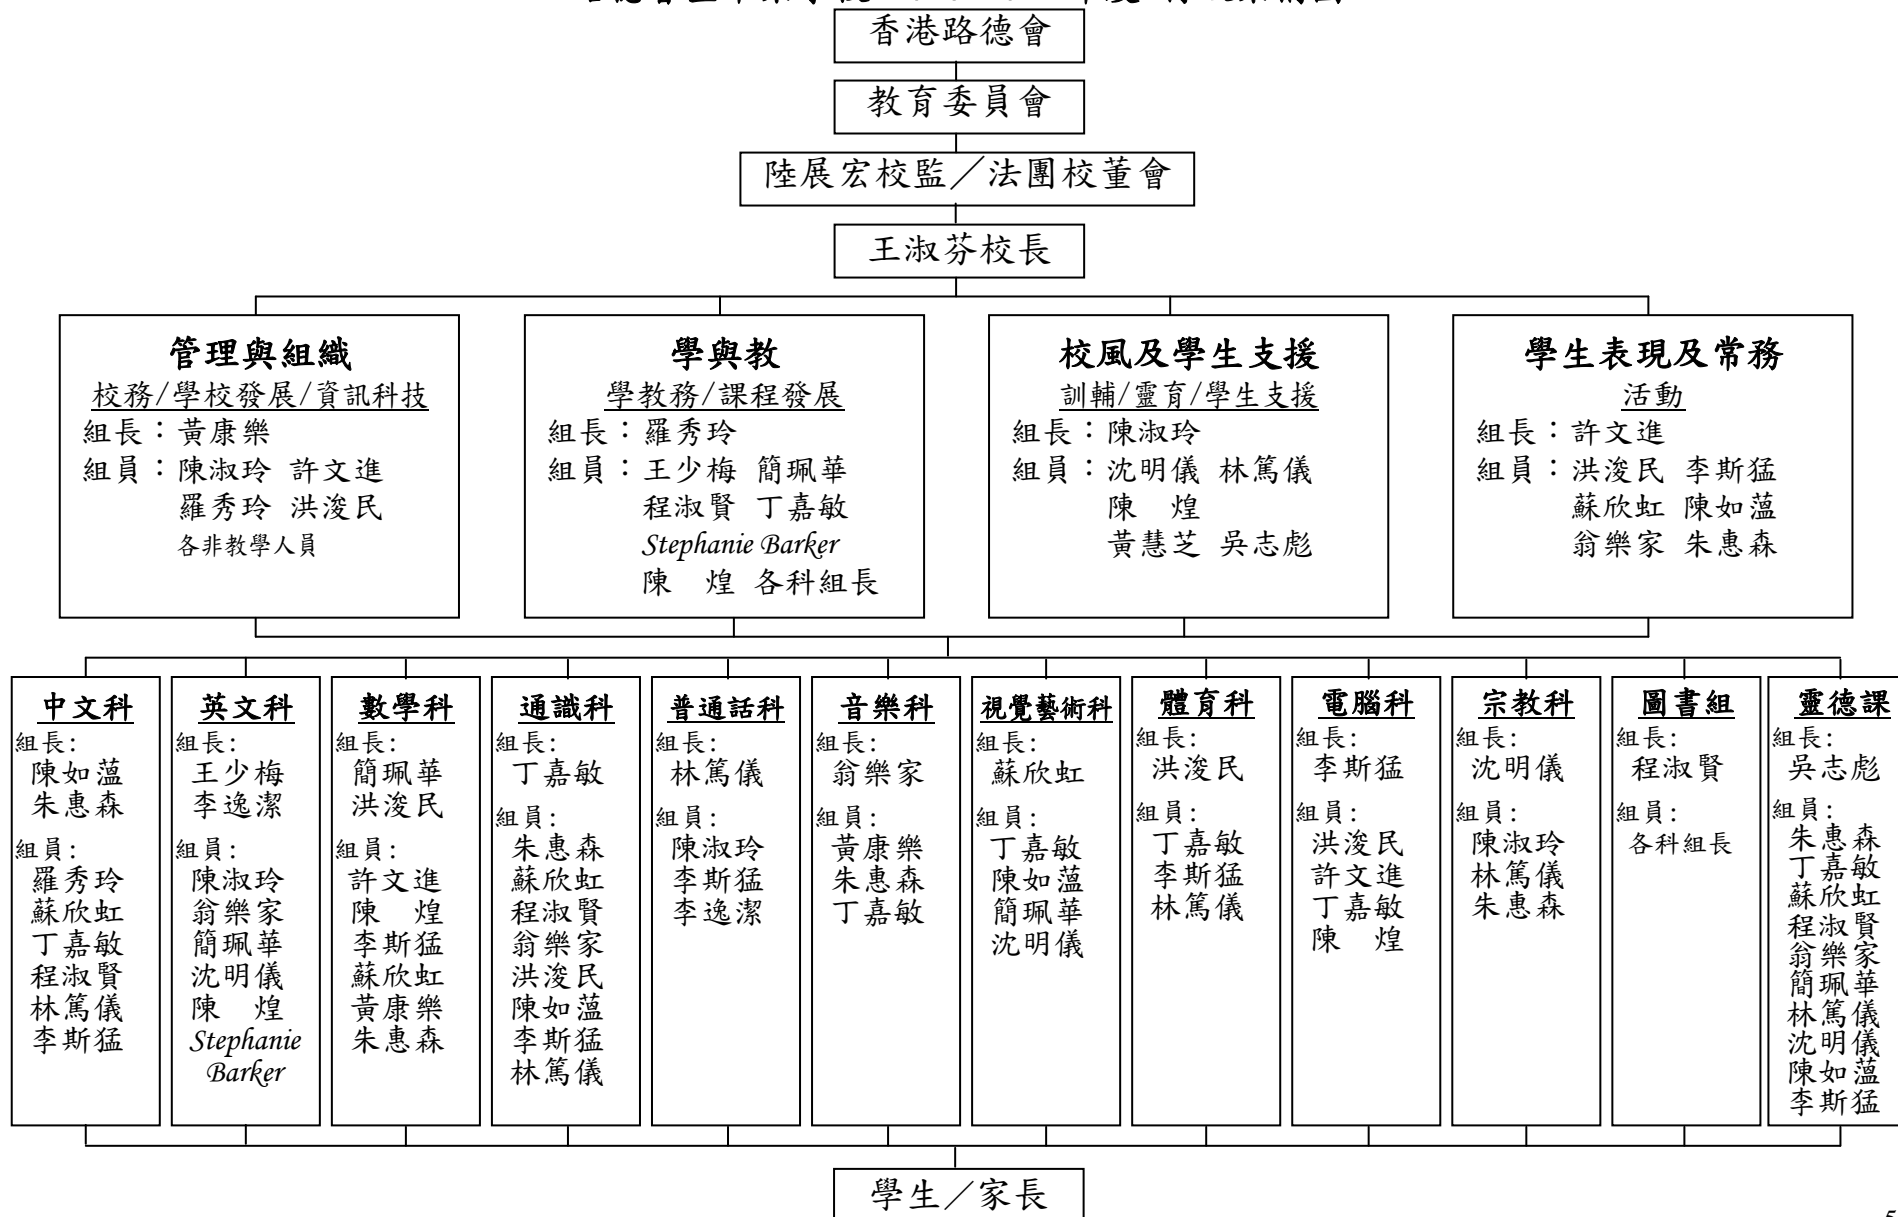 香港路德會
教育委員會
陸展宏校監／法團校董會
王淑芬校長
管理與組織
校務/學校發展/資訊科技
組長：黃康樂
組員：陳淑玲 許文進
羅秀玲 洪浚民
各非教學人員
學與教
學教務/課程發展
組長：羅秀玲
組員：王少梅 簡珮華
程淑賢 丁嘉敏
Stephanie Barker
陳　煌 各科組長
校風及學生支援
訓輔/靈育/學生支援
組長：陳淑玲
組員：沈明儀 林篤儀
陳　煌
黃慧芝 吳志彪
學生表現及常務
活動
組長：許文進
組員：洪浚民 李斯猛
蘇欣虹 陳如薀
翁樂家 朱惠森
中文科
組長:
陳如薀
朱惠森
組員:
羅秀玲
蘇欣虹
丁嘉敏
程淑賢
林篤儀
李斯猛
英文科
組長:
王少梅
李逸潔
組員:
陳淑玲
翁樂家
簡珮華
沈明儀
陳　煌
Stephanie
Barker
數學科
組長:
簡珮華
洪浚民
組員:
許文進
陳　煌
李斯猛
蘇欣虹
黃康樂
朱惠森
通識科
組長:
丁嘉敏
組員:
朱惠森
蘇欣虹
程淑賢
翁樂家
洪浚民
陳如薀
李斯猛
林篤儀
普通話科
組長:
林篤儀
組員:
陳淑玲
李斯猛
李逸潔
音樂科
組長:
翁樂家
組員:
黃康樂
朱惠森
丁嘉敏
視覺藝術科
組長:
蘇欣虹
組員:
丁嘉敏
陳如薀
簡珮華
沈明儀
體育科
組長:
洪浚民
組員:
丁嘉敏
李斯猛
林篤儀
電腦科
組長:
李斯猛
組員:
洪浚民
許文進
丁嘉敏
陳　煌
宗教科
組長:
沈明儀
組員:
陳淑玲
林篤儀
朱惠森
圖書組
組長:
程淑賢
組員:
各科組長
靈德課
組長:
吳志彪
組員:
朱惠森
丁嘉敏
蘇欣虹
程淑賢
翁樂家
簡珮華
林篤儀
沈明儀
陳如薀
李斯猛
學生／家長